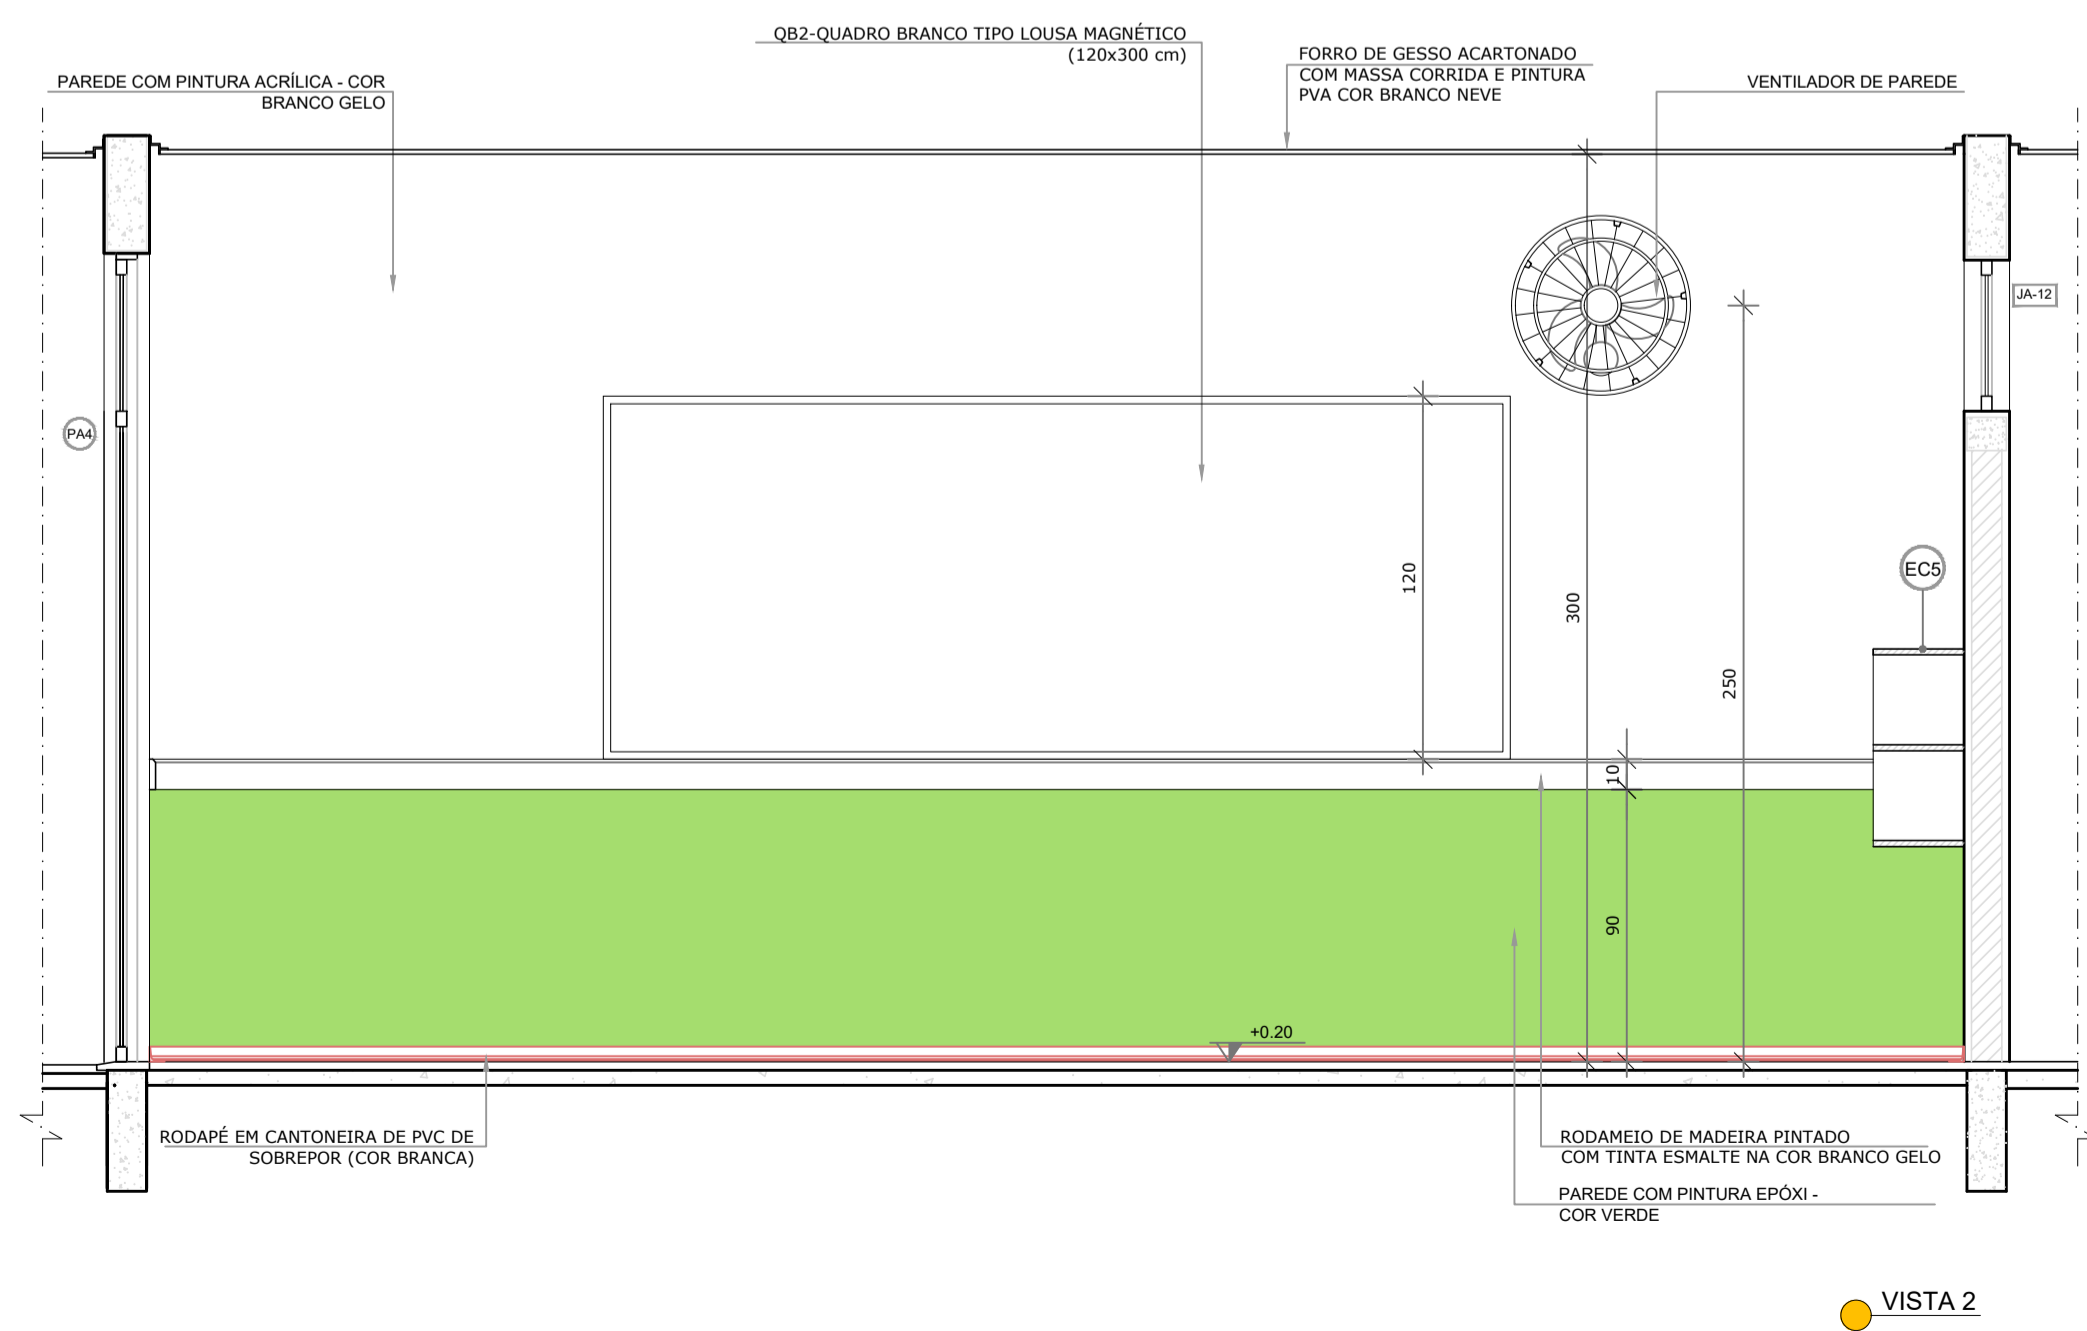 QB2-QUADRO BRANCO TIPO LOUSA MAGNÉTICO
(120x300 cm)
FORRO DE GESSO ACARTONADO
COM MASSA CORRIDA E PINTURA
PVA COR BRANCO NEVE
PAREDE COM PINTURA ACRÍLICA - COR
BRANCO GELO
VENTILADOR DE PAREDE
JA-12
PA4
EC5
120
300
250
10
90
+0.20
RODAPÉ EM CANTONEIRA DE PVC DE
SOBREPOR (COR BRANCA)
RODAMEIO DE MADEIRA PINTADO
COM TINTA ESMALTE NA COR BRANCO GELO
PAREDE COM PINTURA EPÓXI -
COR VERDE
VISTA 2